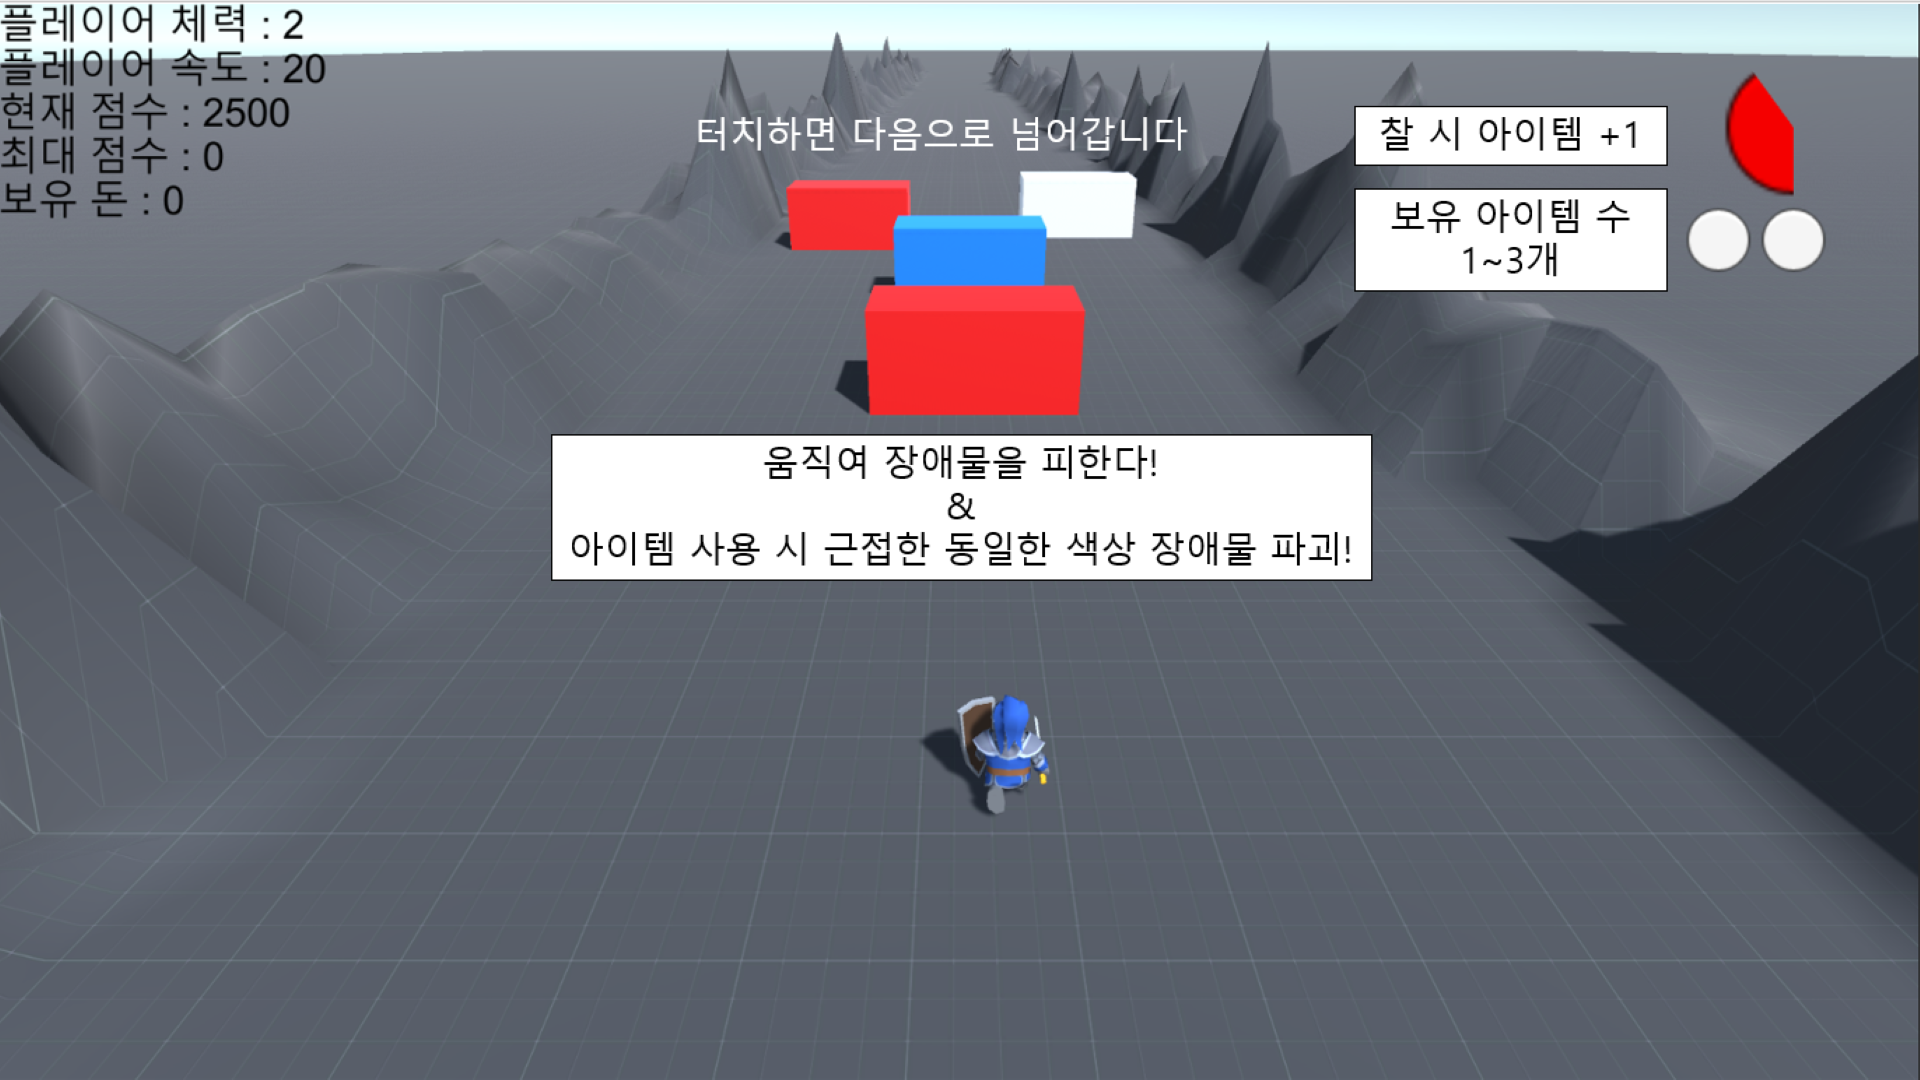 플레이어 체력 : 2
플레이어 속도 : 20
현재 점수 : 2500
최대 점수 : 0
보유 돈 : 0
터치하면 다음으로 넘어갑니다
찰 시 아이템 +1
보유 아이템 수
1~3개
움직여 장애물을 피한다!
&
아이템 사용 시 근접한 동일한 색상 장애물 파괴!